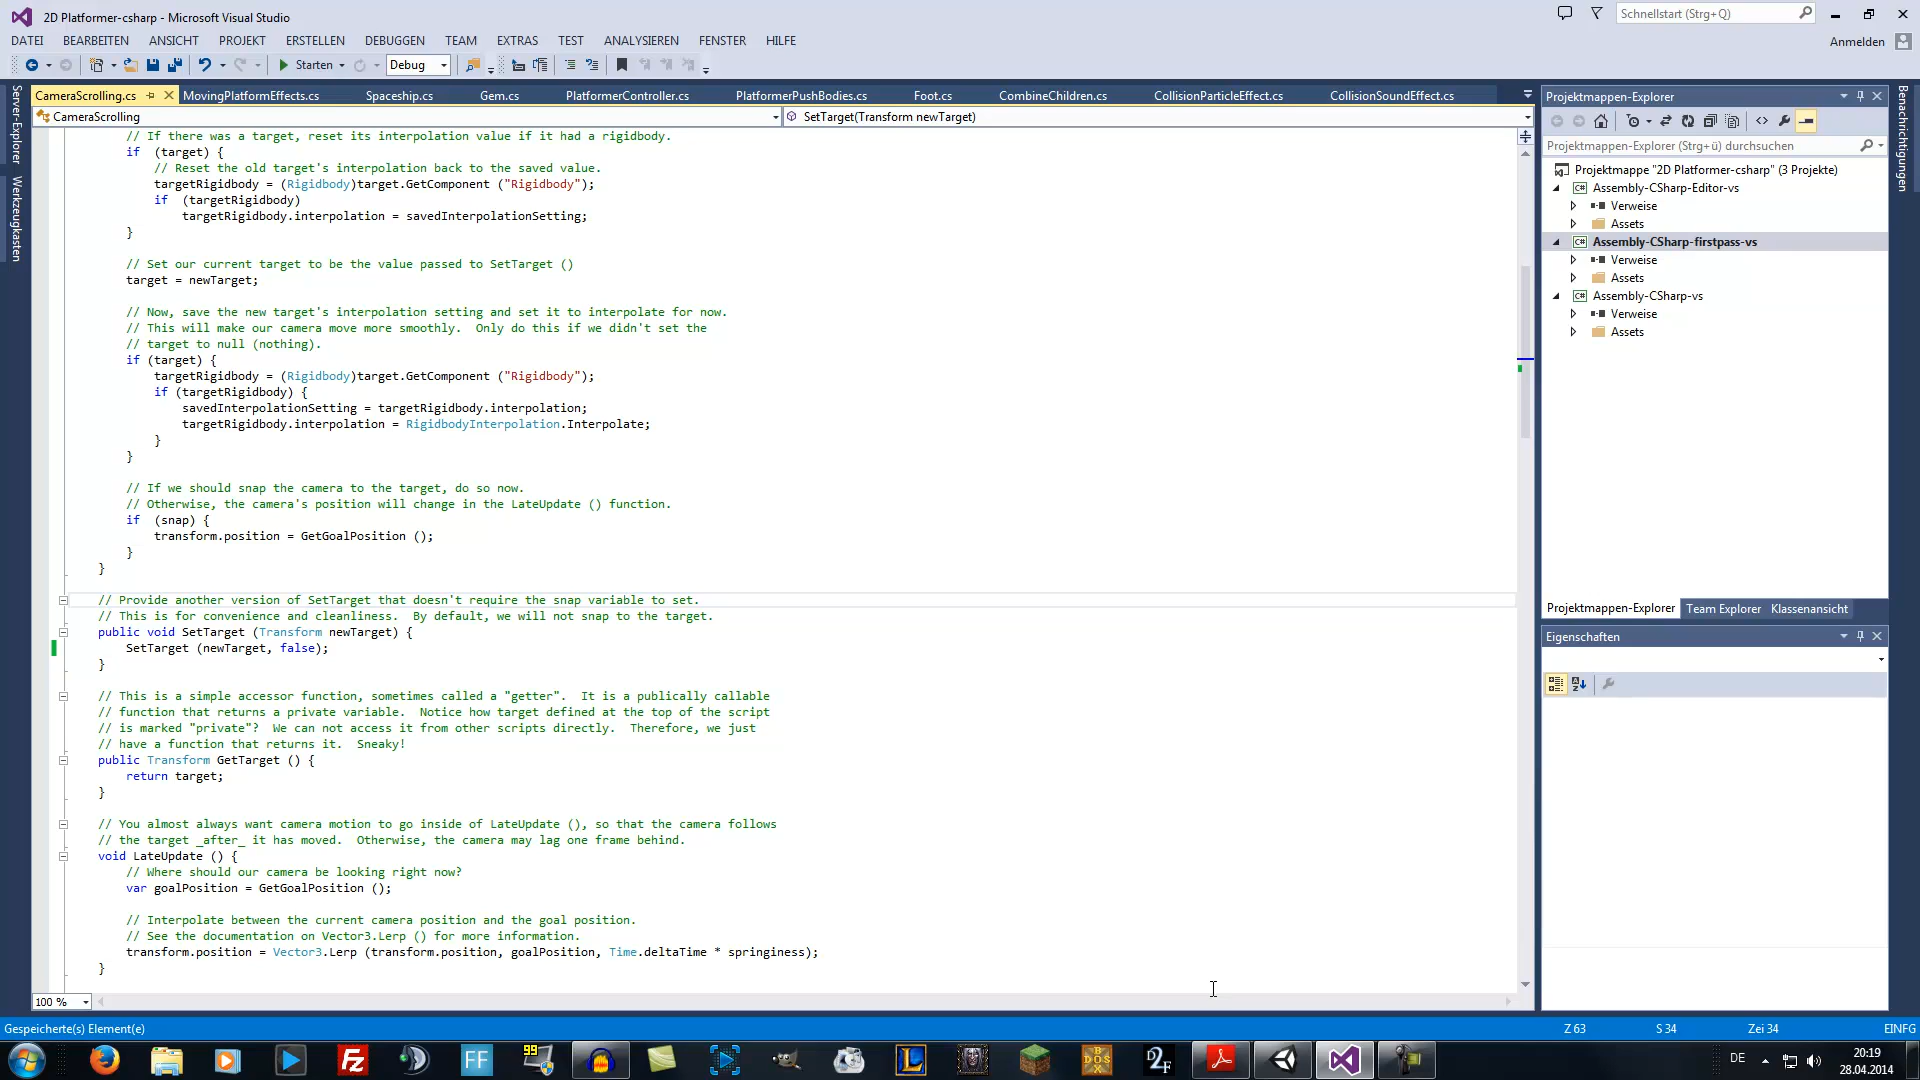 2D Platformer-csharp - Microsoft Visual Studio
Schnellstart (Strg+Q)
DATEI BEARBEITEN ANSICHT PROJEKT ERSTELLEN DEBUGGEN TEAM EXTRAS TEST ANALYSIEREN FENSTER HILFE
Anmelden
Starten Debug
Server-Explorer
Werkzeugkasten
CameraScrolling.cs MovingPlatformEffects.cs Spaceship.cs Gem.cs PlatformerController.cs PlatformerPushBodies.cs Foot.cs CombineChildren.cs CollisionParticleEffect.cs CollisionSoundEffect.cs
CameraScrolling SetTarget(Transform newTarget)
// If there was a target, reset its interpolation value if it had a rigidbody.
if (target) {
// Reset the old target's interpolation back to the saved value.
targetRigidbody = (Rigidbody)target.GetComponent ("Rigidbody");
if (targetRigidbody)
targetRigidbody.interpolation = savedInterpolationSetting;
}
// Set our current target to be the value passed to SetTarget ()
target = newTarget;
// Now, save the new target's interpolation setting and set it to interpolate for now.
// This will make our camera move more smoothly.  Only do this if we didn't set the
// target to null (nothing).
if (target) {
targetRigidbody = (Rigidbody)target.GetComponent ("Rigidbody");
if (targetRigidbody) {
savedInterpolationSetting = targetRigidbody.interpolation;
targetRigidbody.interpolation = RigidbodyInterpolation.Interpolate;
}
}
// If we should snap the camera to the target, do so now.
// Otherwise, the camera's position will change in the LateUpdate () function.
if (snap) {
transform.position = GetGoalPosition ();
}
}
// Provide another version of SetTarget that doesn't require the snap variable to set.
// This is for convenience and cleanliness.  By default, we will not snap to the target.
public void SetTarget (Transform newTarget) {
SetTarget (newTarget, false);
}
// This is a simple accessor function, sometimes called a "getter".  It is a publically callable
// function that returns a private variable.  Notice how target defined at the top of the script
// is marked "private"?  We can not access it from other scripts directly.  Therefore, we just
// have a function that returns it.  Sneaky!
public Transform GetTarget () {
return target;
}
// You almost always want camera motion to go inside of LateUpdate (), so that the camera follows
// the target _after_ it has moved.  Otherwise, the camera may lag one frame behind.
void LateUpdate () {
// Where should our camera be looking right now?
var goalPosition = GetGoalPosition ();
// Interpolate between the current camera position and the goal position.
// See the documentation on Vector3.Lerp () for more information.
transform.position = Vector3.Lerp (transform.position, goalPosition, Time.deltaTime * springiness);
}
100 %
Projektmappen-Explorer
Projektmappen-Explorer (Strg+ü) durchsuchen
Projektmappe "2D Platformer-csharp" (3 Projekte)
C# Assembly-CSharp-Editor-vs
Verweise
Assets
C# Assembly-CSharp-firstpass-vs
Verweise
Assets
C# Assembly-CSharp-vs
Verweise
Assets
Projektmappen-Explorer Team Explorer Klassenansicht
Eigenschaften
Benachrichtigungen
Gespeicherte(s) Element(e) Z 63 S 34 Zei 34 EINFG
FZ FF 99 L BOX DOS 2F DE 20:19
28.04.2014